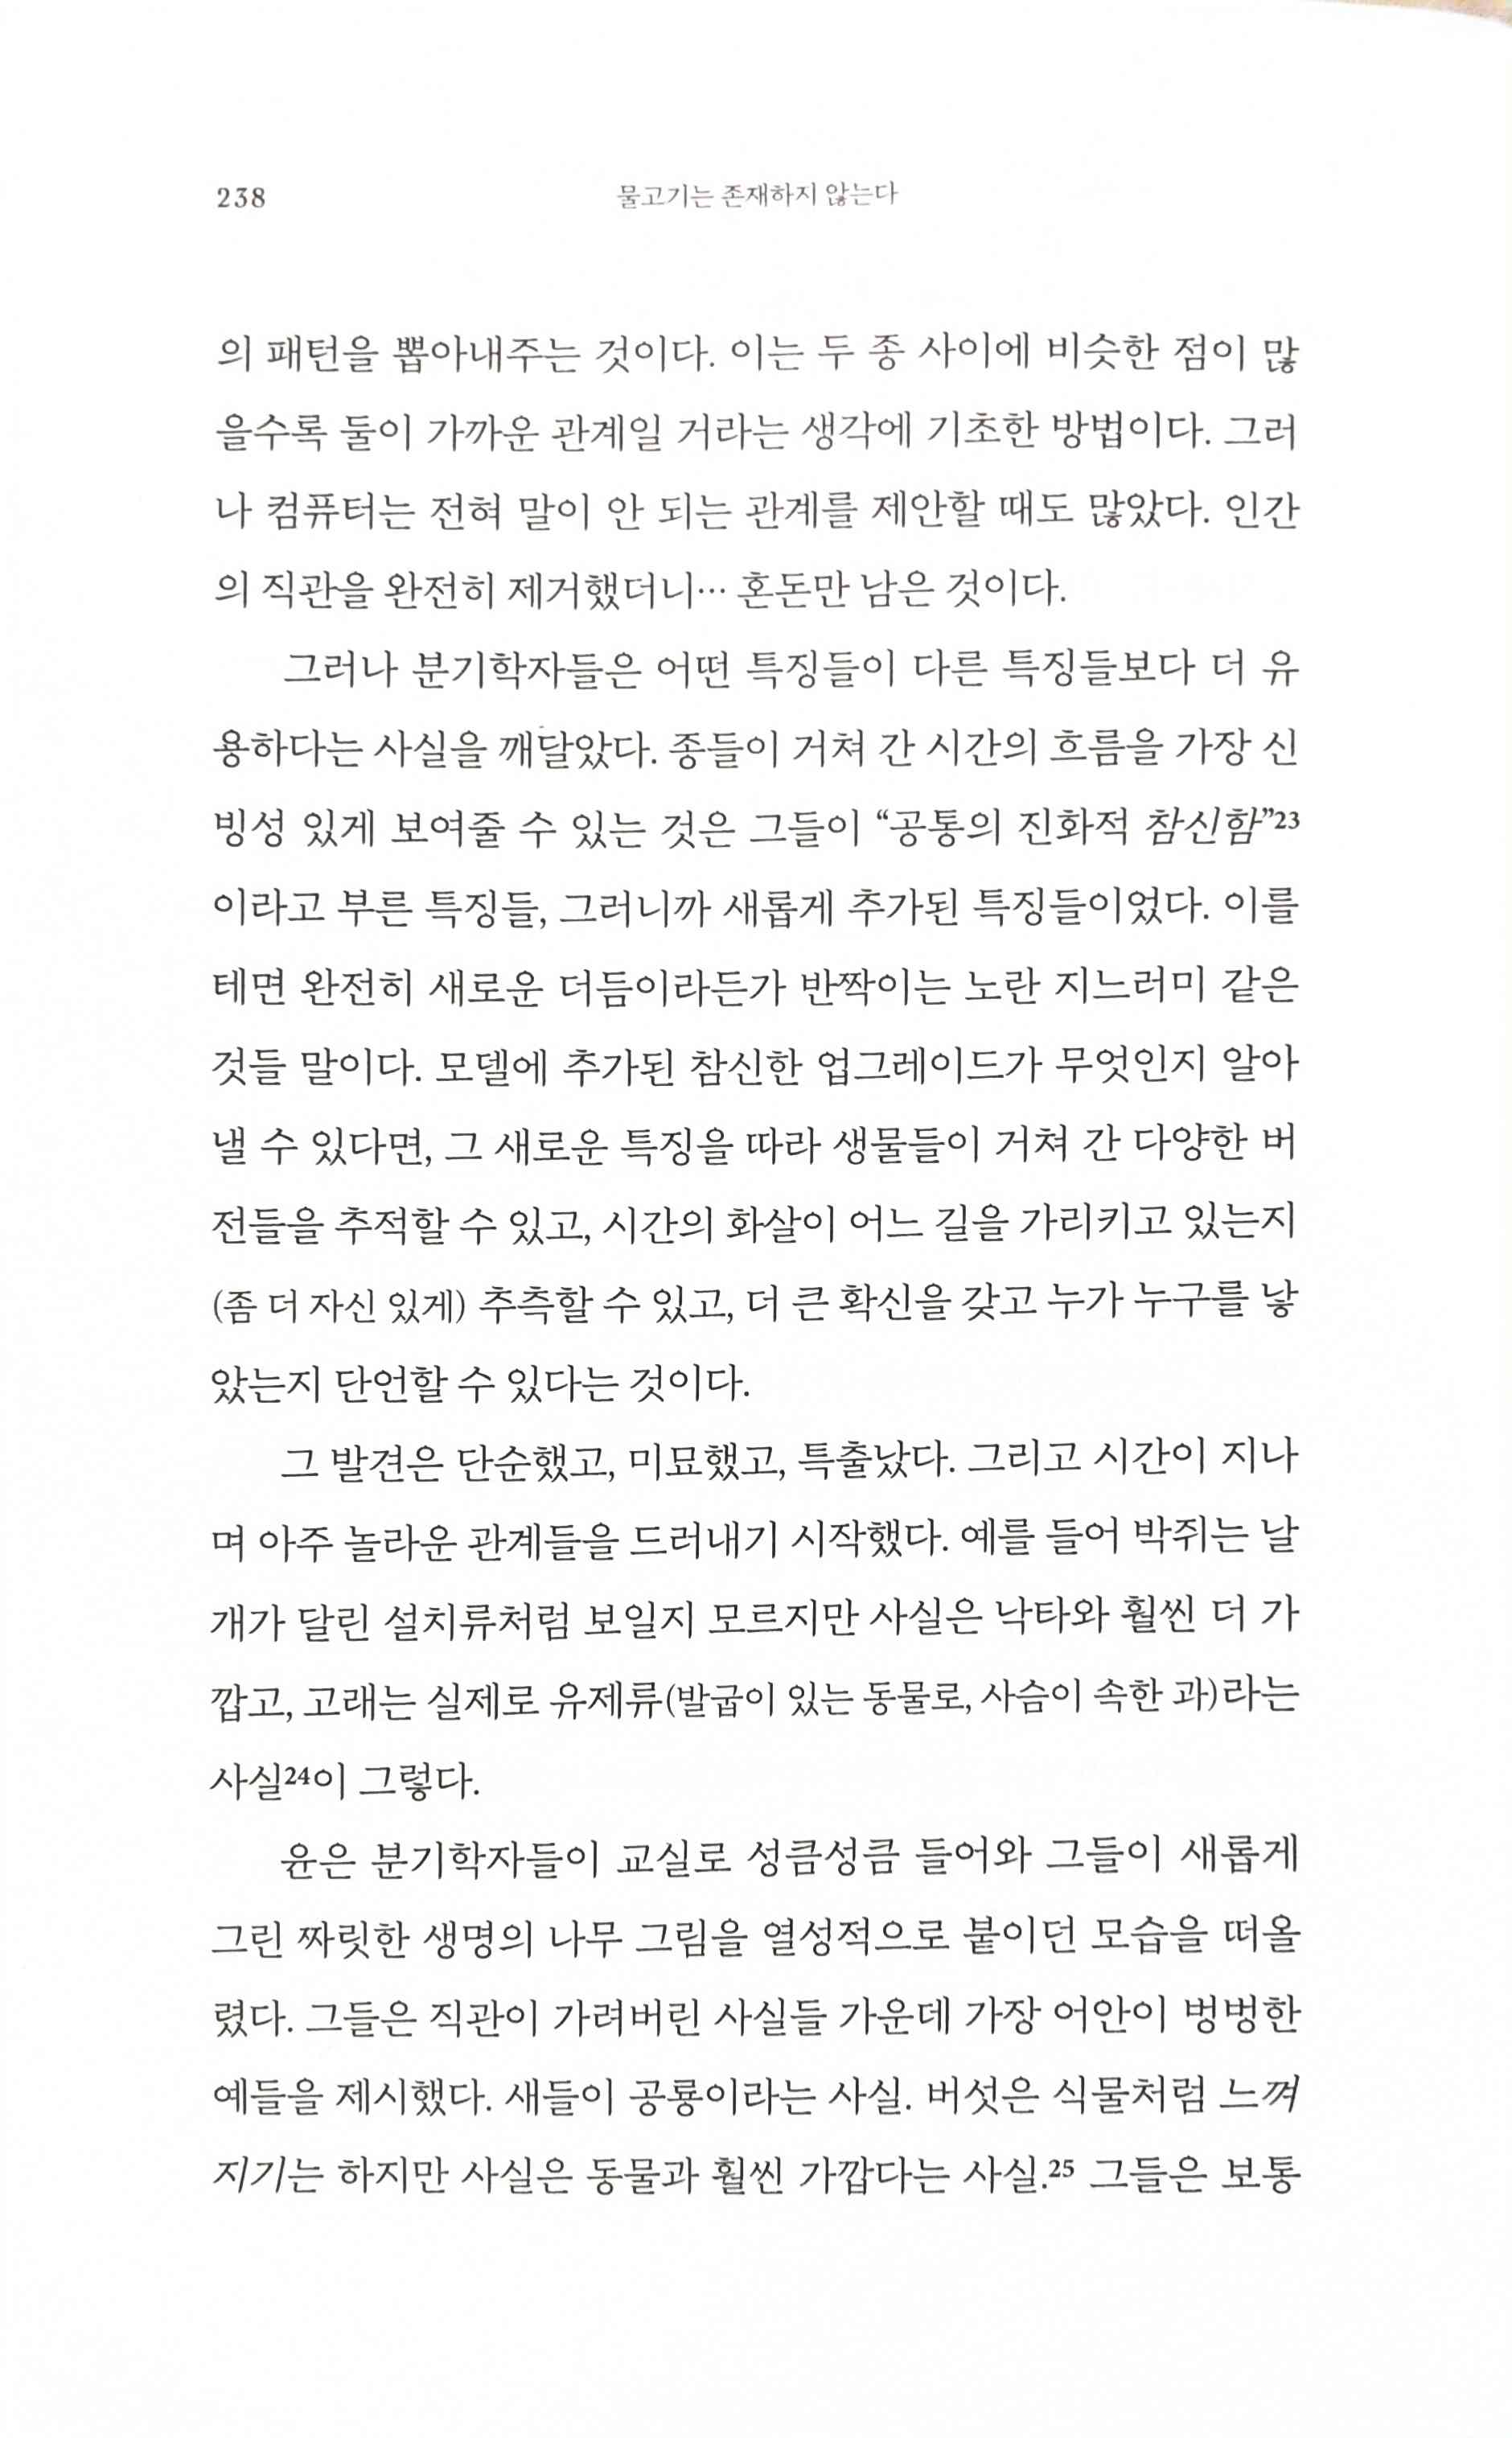 238
물고기는 존재하지 않는다
의 패턴을 뽑아내주는 것이다. 이는 두 종 사이에 비슷한 점이 많
을수록 둘이 가까운 관계일 거라는 생각에 기초한 방법이다. 그러
나 컴퓨터는 전혀 말이 안 되는 관계를 제안할 때도 많았다. 인간
의 직관을 완전히 제거했더니… 혼돈만 남은 것이다.
그러나 분기학자들은 어떤 특징들이 다른 특징들보다 더 유
용하다는 사실을 깨달았다. 종들이 거쳐 간 시간의 흐름을 가장 신
빙성 있게 보여줄 수 있는 것은 그들이 “공통의 진화적 참신함”23
이라고 부른 특징들, 그러니까 새롭게 추가된 특징들이었다. 이를
테면 완전히 새로운 더듬이라든가 반짝이는 노란 지느러미 같은
것들 말이다. 모델에 추가된 참신한 업그레이드가 무엇인지 알아
낼 수 있다면, 그 새로운 특징을 따라 생물들이 거쳐 간 다양한 버
전들을 추적할 수 있고, 시간의 화살이 어느 길을 가리키고 있는지
(좀 더 자신 있게) 추측할 수 있고, 더 큰 확신을 갖고 누가 누구를 낳
았는지 단언할 수 있다는 것이다.
그 발견은 단순했고, 미묘했고, 특출났다. 그리고 시간이 지나
며 아주 놀라운 관계들을 드러내기 시작했다. 예를 들어 박쥐는 날
개가 달린 설치류처럼 보일지 모르지만 사실은 낙타와 훨씬 더 가
깝고, 고래는 실제로 유제류(발굽이 있는 동물로, 사슴이 속한 과)라는
사실24이 그렇다.
윤은 분기학자들이 교실로 성큼성큼 들어와 그들이 새롭게
그린 짜릿한 생명의 나무 그림을 열성적으로 붙이던 모습을 떠올
렸다. 그들은 직관이 가려버린 사실들 가운데 가장 어안이 벙벙한
예들을 제시했다. 새들이 공룡이라는 사실. 버섯은 식물처럼 느껴
지기는 하지만 사실은 동물과 훨씬 가깝다는 사실.25 그들은 보통